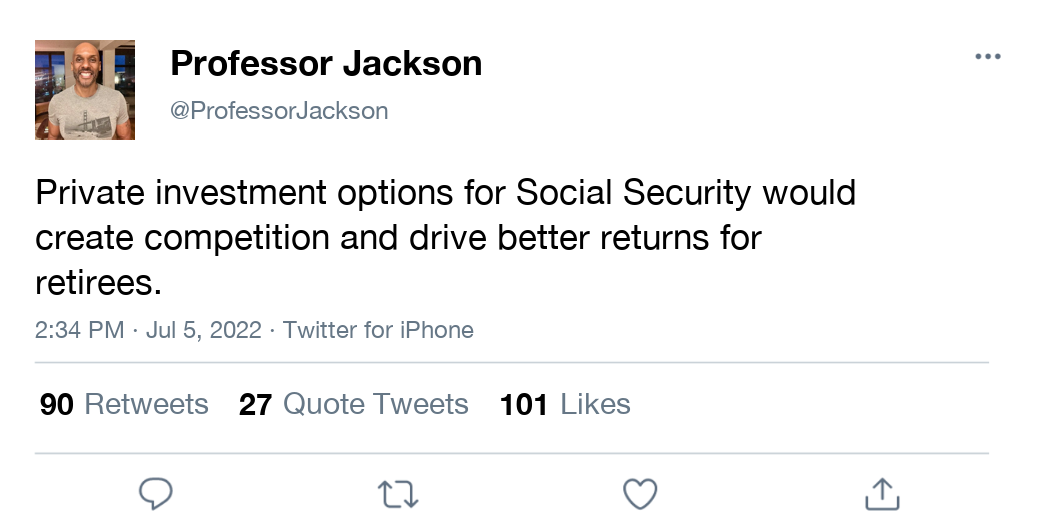 Professor Jackson
@ProfessorJackson
Private investment options for Social Security would
create competition and drive better returns for
retirees.
2:34 PM · Jul 5, 2022 · Twitter for iPhone
90 Retweets 27 Quote Tweets 101 Likes